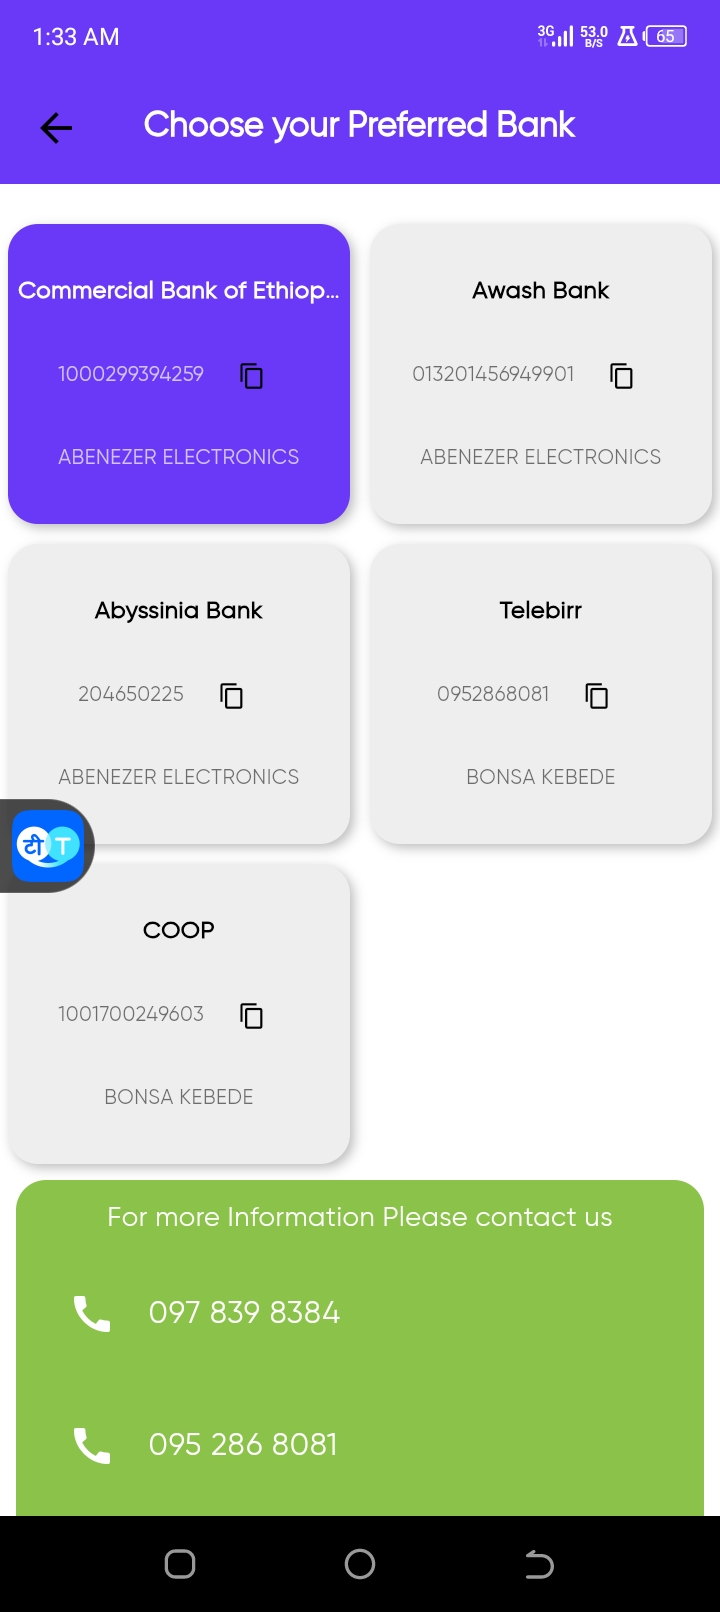 1:33 AM
3G
53.0
B/S
65
Choose your Preferred Bank
Commercial Bank of Ethiop...
1000299394259
ABENEZER ELECTRONICS
Awash Bank
013201456949901
ABENEZER ELECTRONICS
Abyssinia Bank
204650225
ABENEZER ELECTRONICS
Telebirr
0952868081
BONSA KEBEDE
टी T
COOP
1001700249603
BONSA KEBEDE
For more Information Please contact us
097 839 8384
095 286 8081